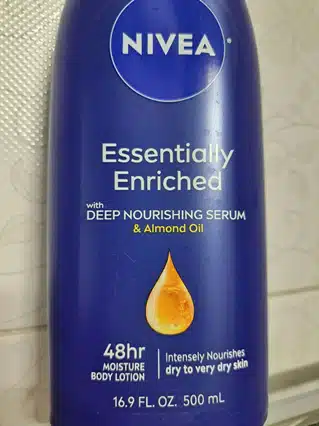 NIVEA
Essentially
Enriched
with
DEEP NOURISHING SERUM
& Almond Oil
48hr
MOISTURE
BODY LOTION
Intensely Nourishes
dry to very dry skin
16.9 FL. OZ. 500 mL